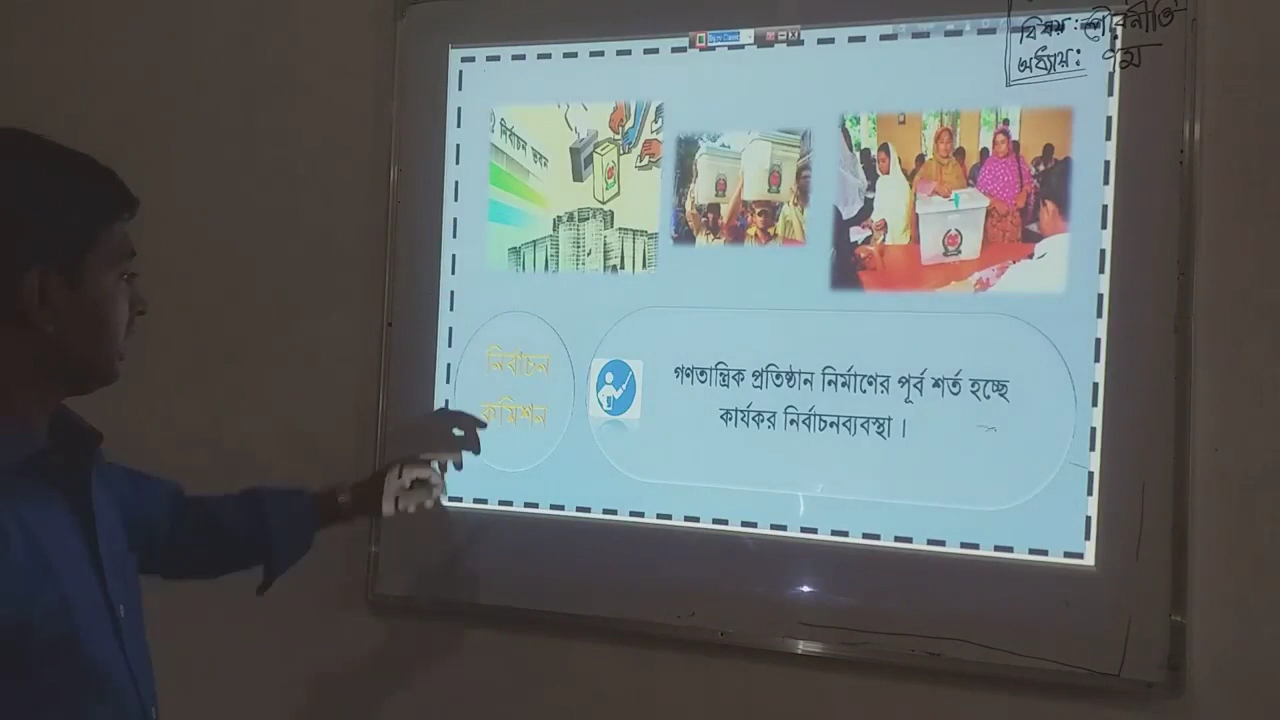 বিষয়: পৌরনীতি
অধ্যায়: ৭ম
নির্বাচন ভবন
নির্বাচন
কমিশন
গণতান্ত্রিক প্রতিষ্ঠান নির্মাণের পূর্ব শর্ত হচ্ছে
কার্যকর নির্বাচনব্যবস্থা ।